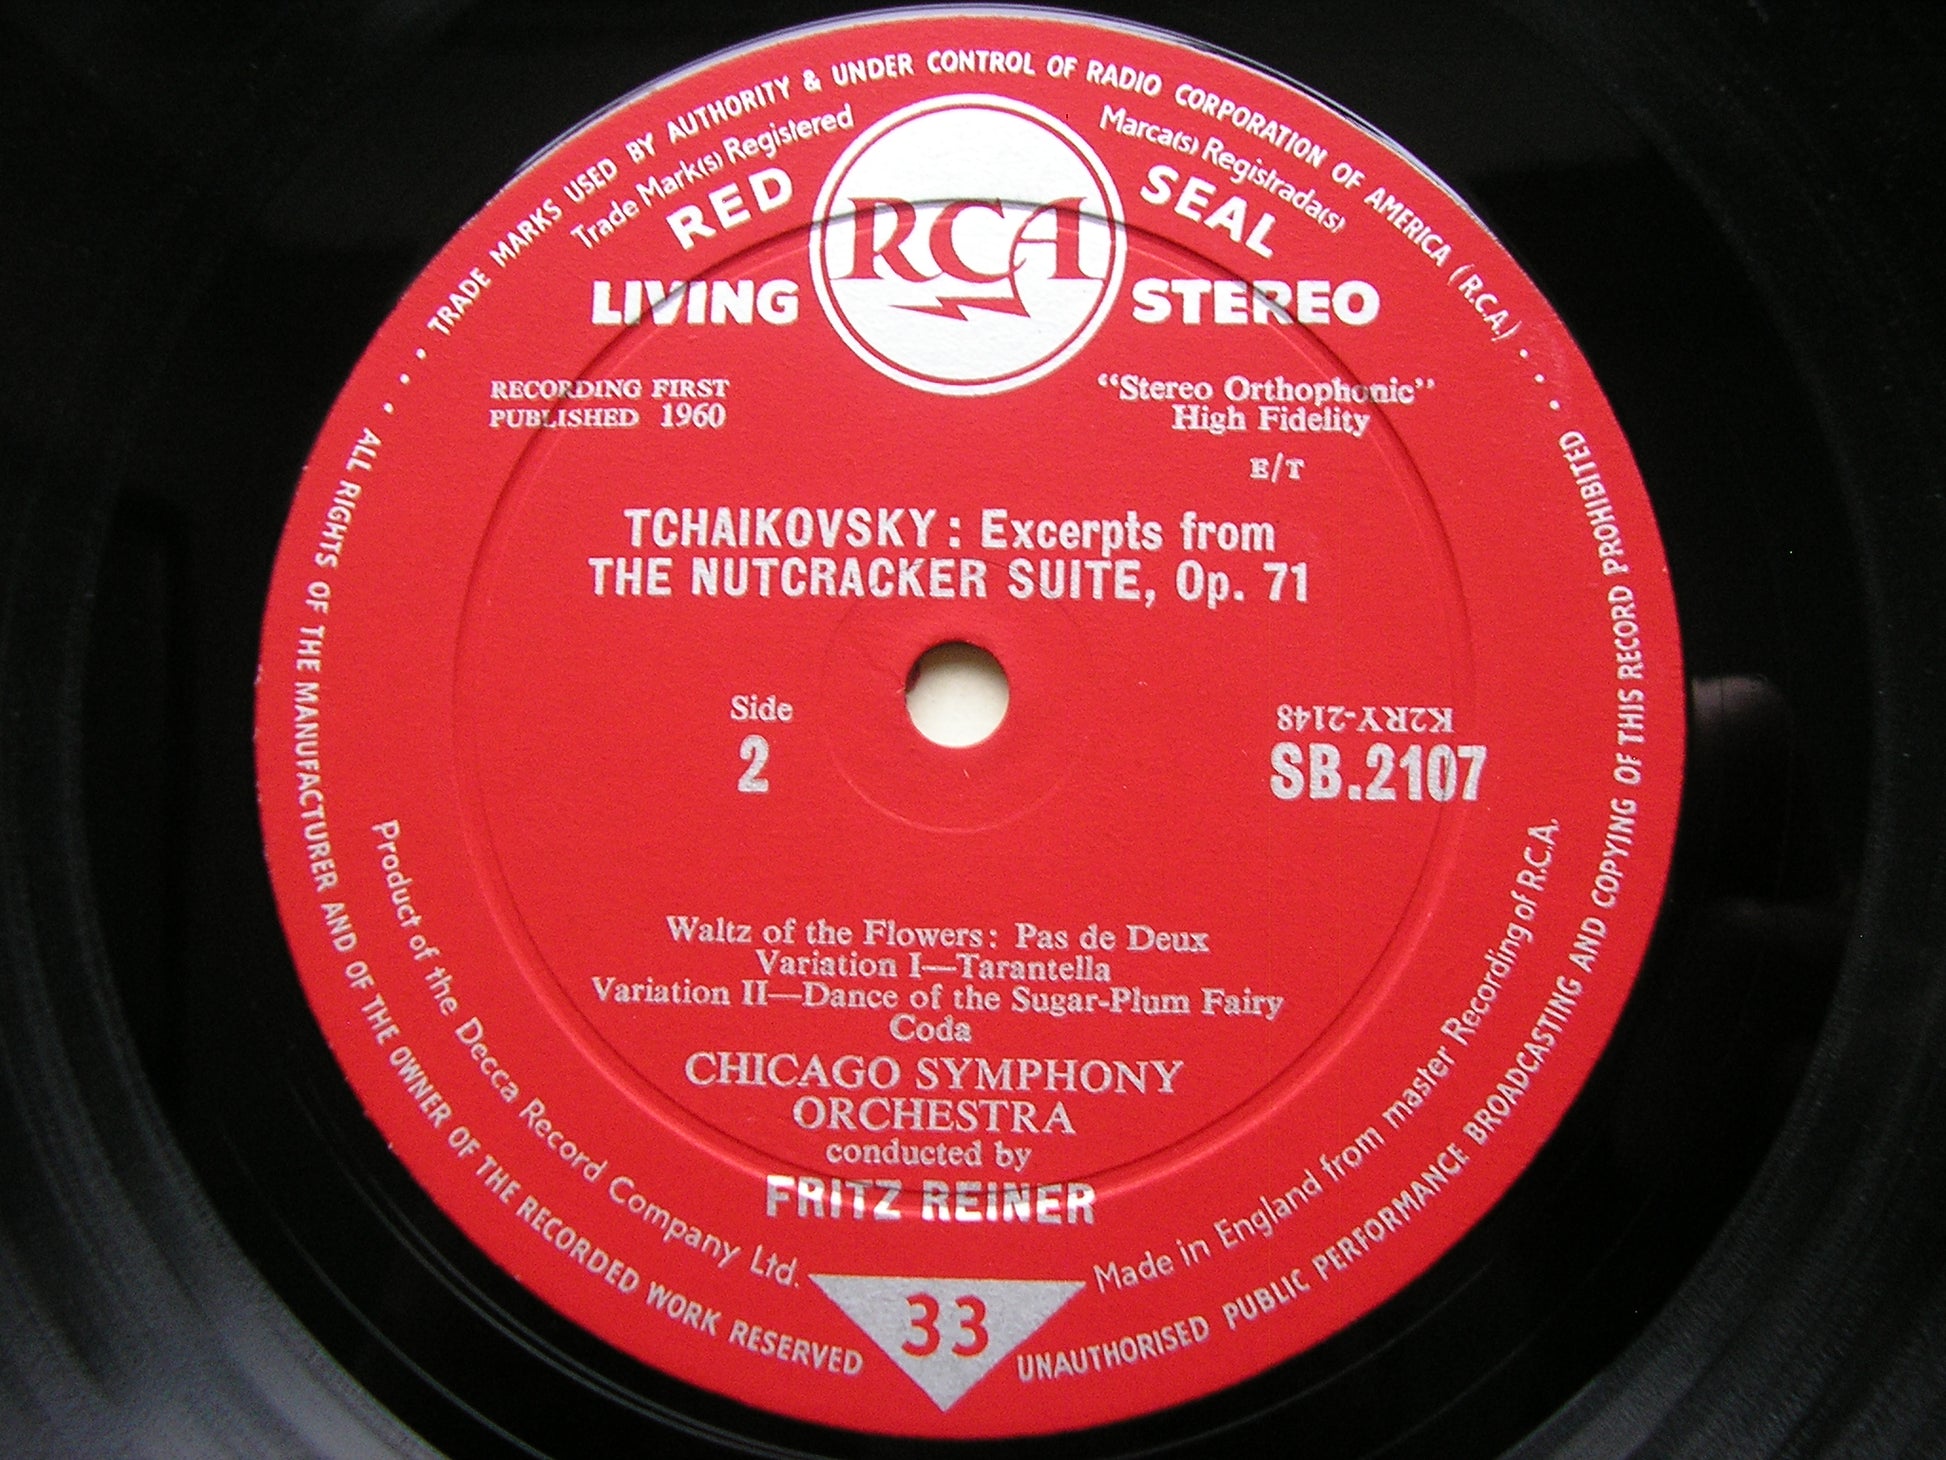 TRADE MARKS USED BY AUTHORITY & UNDER CONTROL OF RADIO CORPORATION OF AMERICA (R.C.A.)
Trade Mark(s) Registered
Marca(s) Registrada(s)
RED SEAL
RCA
LIVING STEREO
RECORDING FIRST
PUBLISHED 1960
"Stereo Orthophonic"
High Fidelity
E/T
TCHAIKOVSKY: Excerpts from
THE NUTCRACKER SUITE, Op. 71
Side
2
K2RY-2148
SB.2107
Waltz of the Flowers: Pas de Deux
Variation I—Tarantella
Variation II—Dance of the Sugar-Plum Fairy
Coda
CHICAGO SYMPHONY
ORCHESTRA
conducted by
FRITZ REINER
33
Product of the Decca Record Company Ltd.
Made in England from master Recording of R.C.A.
ALL RIGHTS OF THE MANUFACTURER AND OF THE OWNER OF THE RECORDED WORK RESERVED
UNAUTHORISED PUBLIC PERFORMANCE BROADCASTING AND COPYING OF THIS RECORD PROHIBITED